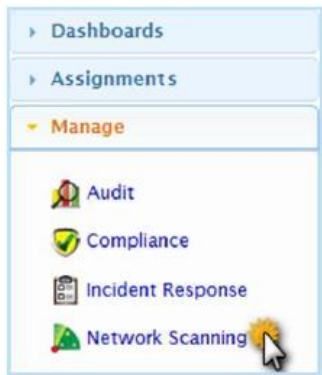 Dashboards
Assignments
Manage
Audit
Compliance
Incident Response
Network Scanning